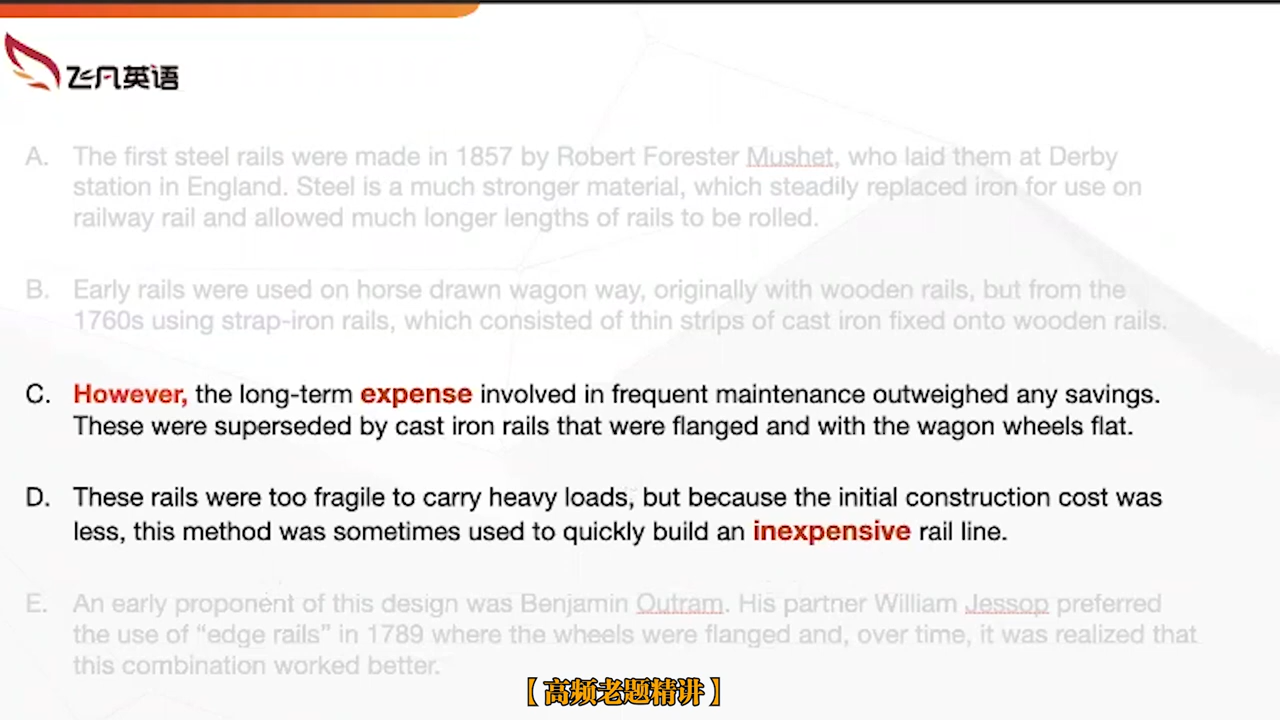 飞凡英语
A. The first steel rails were made in 1857 by Robert Forester Mushet, who laid them at Derby
station in England. Steel is a much stronger material, which steadily replaced iron for use on
railway rail and allowed much longer lengths of rails to be rolled.
B. Early rails were used on horse drawn wagon way, originally with wooden rails, but from the
1760s using strap-iron rails, which consisted of thin strips of cast iron fixed onto wooden rails.
C. However, the long-term expense involved in frequent maintenance outweighed any savings.
These were superseded by cast iron rails that were flanged and with the wagon wheels flat.
D. These rails were too fragile to carry heavy loads, but because the initial construction cost was
less, this method was sometimes used to quickly build an inexpensive rail line.
E. An early proponent of this design was Benjamin Outram. His partner William Jessop preferred
the use of “edge rails” in 1789 where the wheels were flanged and, over time, it was realized that
this combination worked better.
【高频老题精讲】